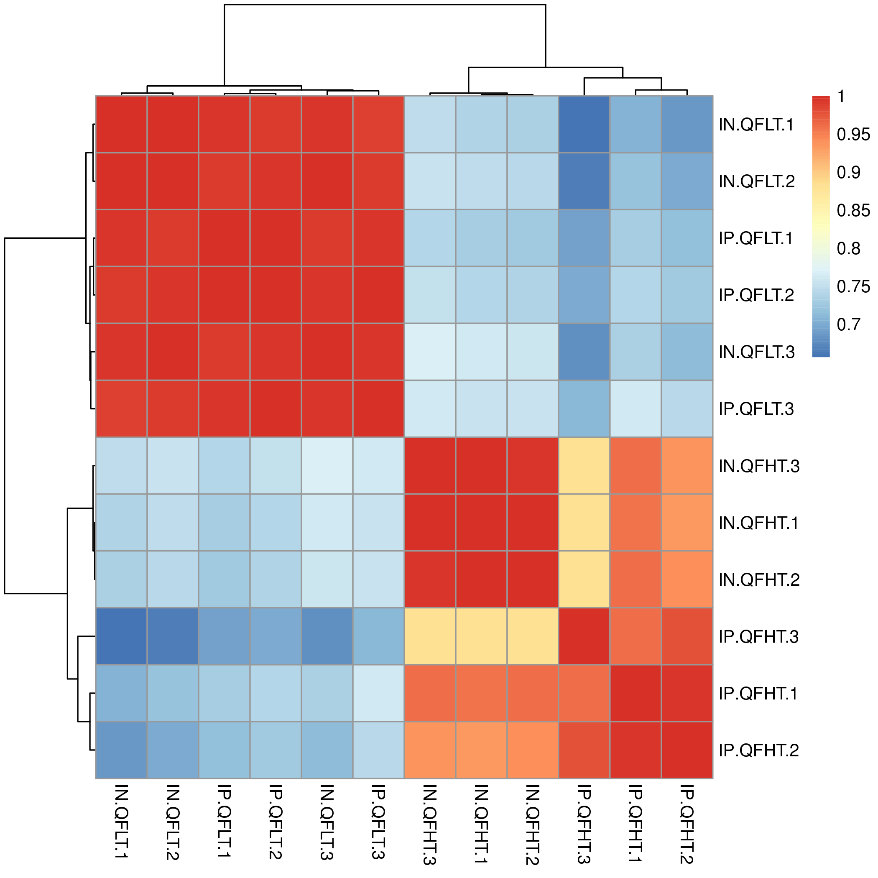 1
0.95
0.9
0.85
0.8
0.75
0.7
IN.QFLT.1
IN.QFLT.2
IP.QFLT.1
IP.QFLT.2
IN.QFLT.3
IP.QFLT.3
IN.QFHT.3
IN.QFHT.1
IN.QFHT.2
IP.QFHT.3
IP.QFHT.1
IP.QFHT.2
IN.QFLT.1
IN.QFLT.2
IP.QFLT.1
IP.QFLT.2
IN.QFLT.3
IP.QFLT.3
IN.QFHT.3
IN.QFHT.1
IN.QFHT.2
IP.QFHT.3
IP.QFHT.1
IP.QFHT.2